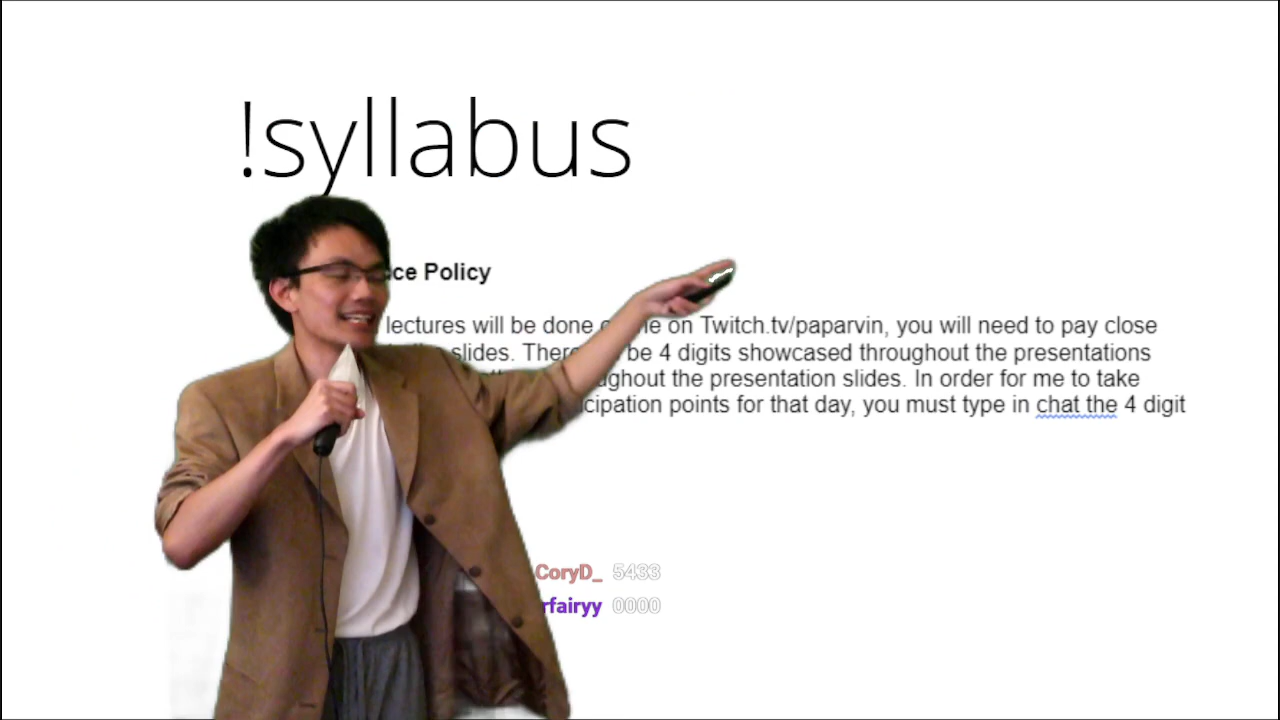 !syllabus
ce Policy
lectures will be done on Twitch.tv/paparvin, you will need to pay close
slides. There be 4 digits showcased throughout the presentations
ughout the presentation slides. In order for me to take
cipation points for that day, you must type in chat the 4 digit
CoryD_ 5433
rfairyy 0000